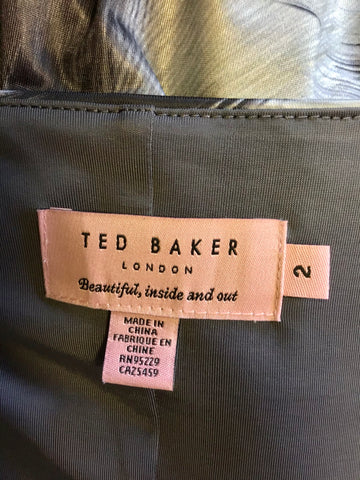 TED BAKER
LONDON
Beautiful, inside and out
2
MADE IN
CHINA
FABRIQUE EN
CHINE
RN95229
CA25459